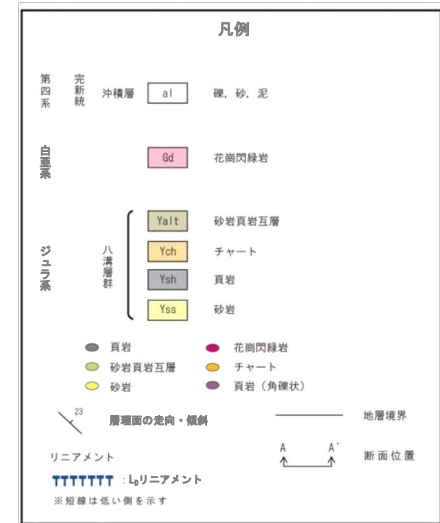 凡例
第四系 完新統 沖積層 al 礫，砂，泥
白亜系 Gd 花崗閃緑岩
ジュラ系 八溝層群
Yalt 砂岩頁岩互層
Ych チャート
Ysh 頁岩
Yss 砂岩
頁岩 花崗閃緑岩
砂岩頁岩互層 チャート
砂岩 頁岩（角礫状）
23 層理面の走向・傾斜 地層境界
リニアメント A A´ 断面位置
：LDリニアメント
※短線は低い側を示す